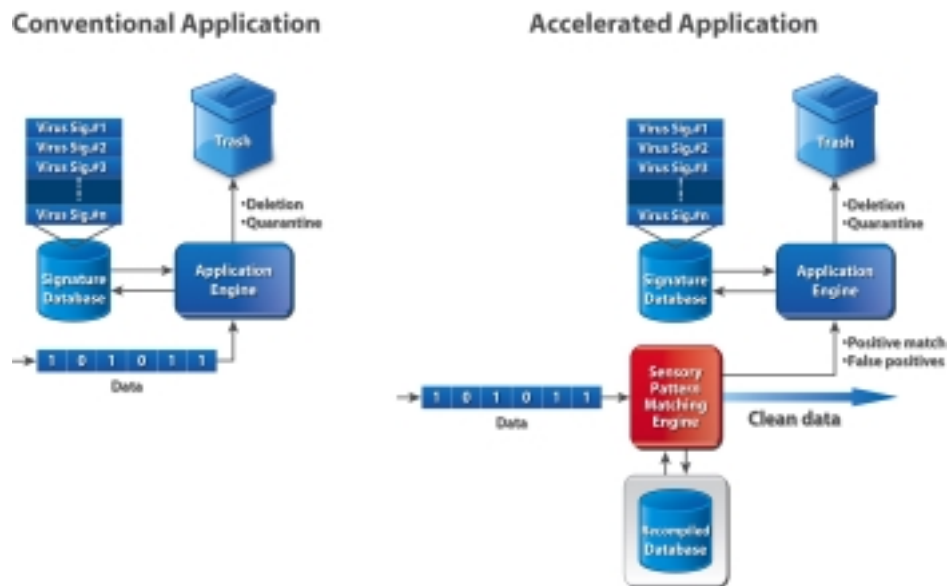 Conventional Application
Virus Sig.#1
Virus Sig.#2
Virus Sig.#3
Virus Sig.#n
Trash
•Deletion
•Quarantine
Signature
Database
Application
Engine
1 0 1 0 1 1
Data
Accelerated Application
Virus Sig.#1
Virus Sig.#2
Virus Sig.#3
Virus Sig.#n
Trash
•Deletion
•Quarantine
Signature
Database
Application
Engine
•Positive match
•False positives
1 0 1 0 1 1
Data
Sensory
Pattern
Matching
Engine
Clean data
Recompiled
Database